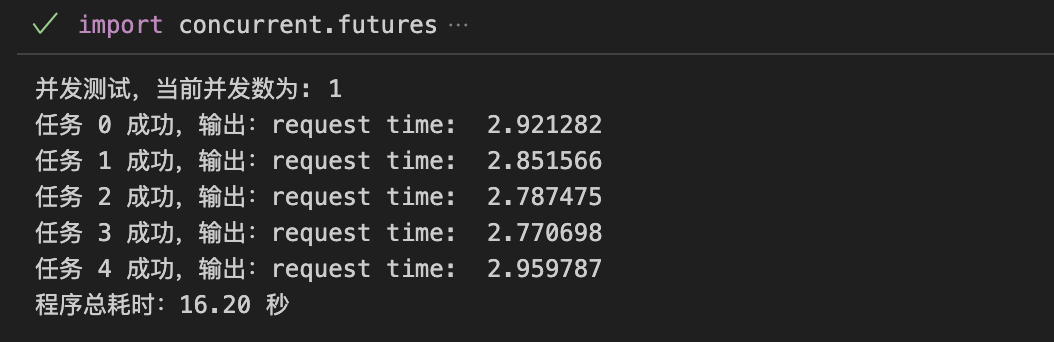 import concurrent.futures ...
并发测试，当前并发数为: 1
任务 0 成功，输出：request time:  2.921282
任务 1 成功，输出：request time:  2.851566
任务 2 成功，输出：request time:  2.787475
任务 3 成功，输出：request time:  2.770698
任务 4 成功，输出：request time:  2.959787
程序总耗时：16.20 秒